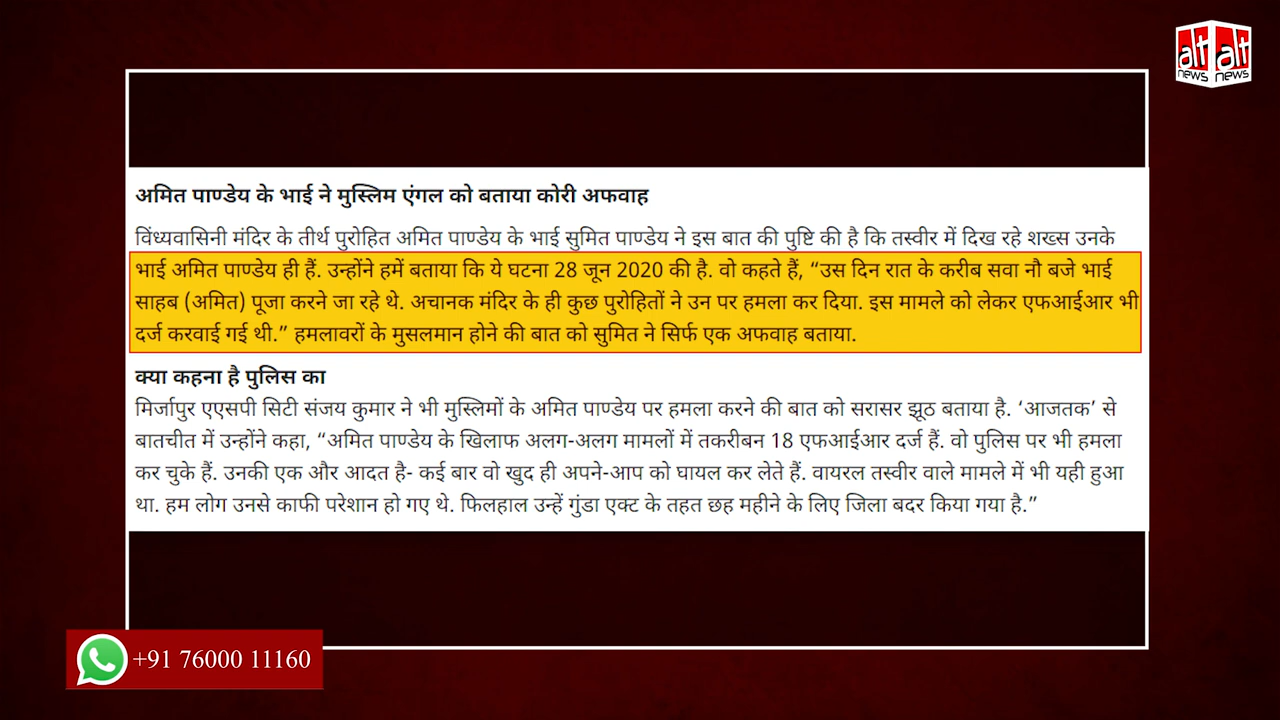 alt alt
news news
अमित पाण्डेय के भाई ने मुस्लिम एंगल को बताया कोरी अफवाह
विंध्यवासिनी मंदिर के तीर्थ पुरोहित अमित पाण्डेय के भाई सुमित पाण्डेय ने इस बात की पुष्टि की है कि तस्वीर में दिख रहे शख्स उनके
भाई अमित पाण्डेय ही हैं. उन्होंने हमें बताया कि ये घटना 28 जून 2020 की है. वो कहते हैं, “उस दिन रात के करीब सवा नौ बजे भाई
साहब (अमित) पूजा करने जा रहे थे. अचानक मंदिर के ही कुछ पुरोहितों ने उन पर हमला कर दिया. इस मामले को लेकर एफआईआर भी
दर्ज करवाई गई थी.” हमलावरों के मुसलमान होने की बात को सुमित ने सिर्फ एक अफवाह बताया.
क्या कहना है पुलिस का
मिर्जापुर एएसपी सिटी संजय कुमार ने भी मुस्लिमों के अमित पाण्डेय पर हमला करने की बात को सरासर झूठ बताया है. ‘आजतक’ से
बातचीत में उन्होंने कहा, “अमित पाण्डेय के खिलाफ अलग-अलग मामलों में तकरीबन 18 एफआईआर दर्ज हैं. वो पुलिस पर भी हमला
कर चुके हैं. उनकी एक और आदत है- कई बार वो खुद ही अपने-आप को घायल कर लेते हैं. वायरल तस्वीर वाले मामले में भी यही हुआ
था. हम लोग उनसे काफी परेशान हो गए थे. फिलहाल उन्हें गुंडा एक्ट के तहत छह महीने के लिए जिला बदर किया गया है.”
+91 76000 11160